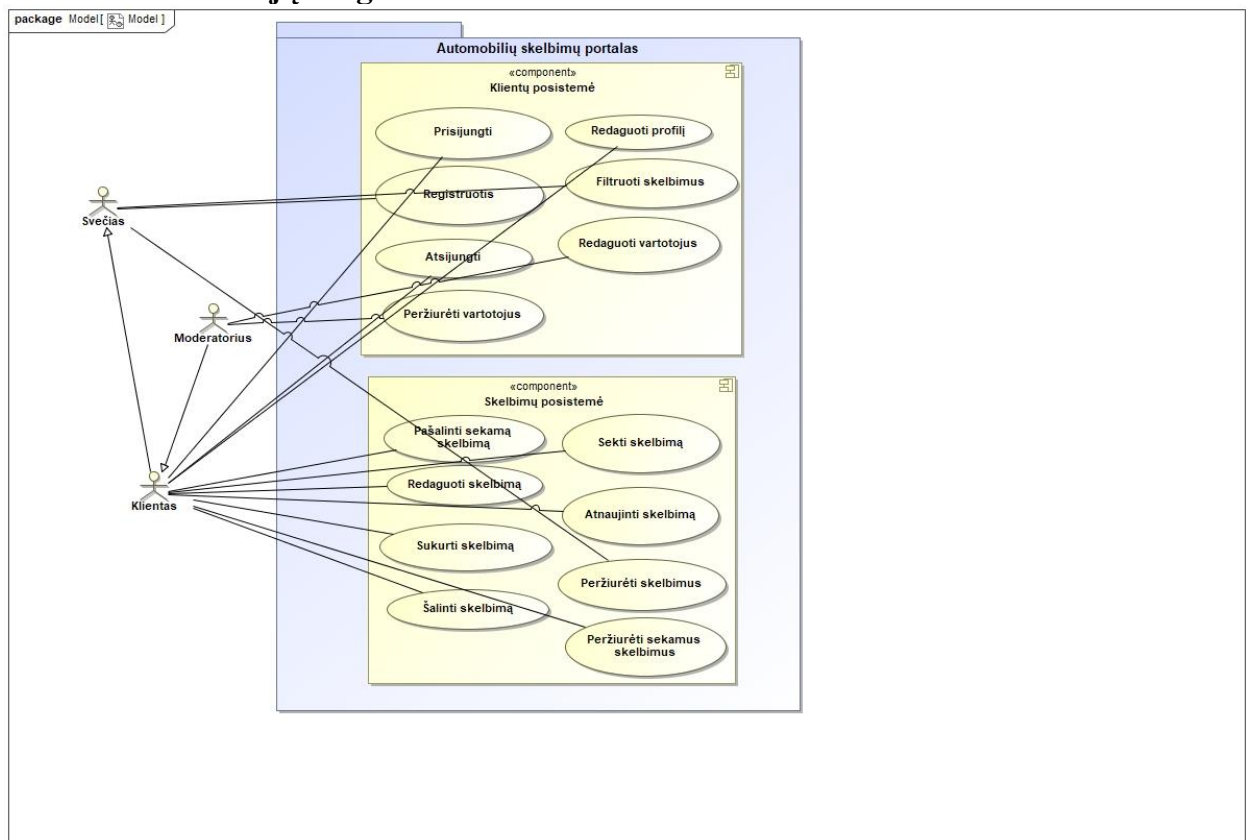 package Model [ Model ]
Automobilių skelbimų portalas
«component»
Klientų posistemė
Prisijungti
Redaguoti profilį
Registruotis
Filtruoti skelbimus
Svečias
Atsijungti
Redaguoti vartotojus
Peržiurėti vartotojus
Moderatorius
«component»
Skelbimų posistemė
Pašalinti sekamą
skelbimą
Sekti skelbimą
Redaguoti skelbimą
Klientas
Atnaujinti skelbimą
Sukurti skelbimą
Peržiurėti skelbimus
Šalinti skelbimą
Peržiurėti sekamus
skelbimus